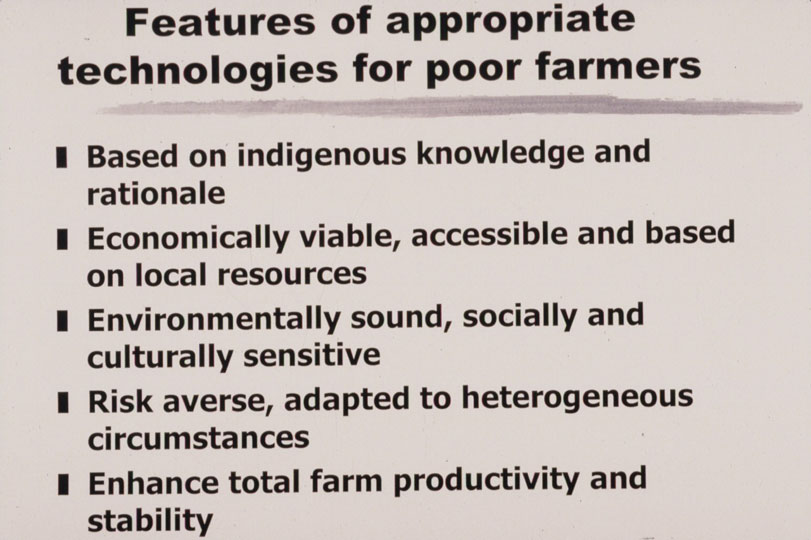 Features of appropriate
technologies for poor farmers
Based on indigenous knowledge and
rationale
Economically viable, accessible and based
on local resources
Environmentally sound, socially and
culturally sensitive
Risk averse, adapted to heterogeneous
circumstances
Enhance total farm productivity and
stability